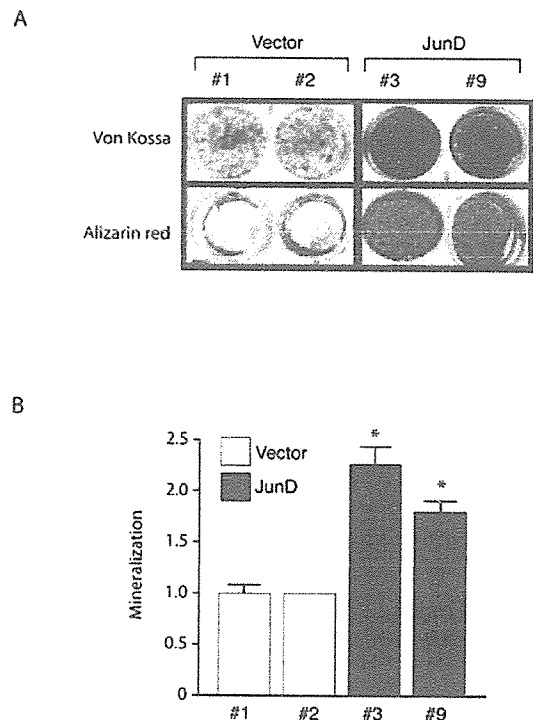 A
Vector JunD
#1 #2 #3 #9
Von Kossa
Alizarin red
B
Vector
JunD
Mineralization
2.5
2.0
1.5
1.0
0.5
0
* *
#1 #2 #3 #9